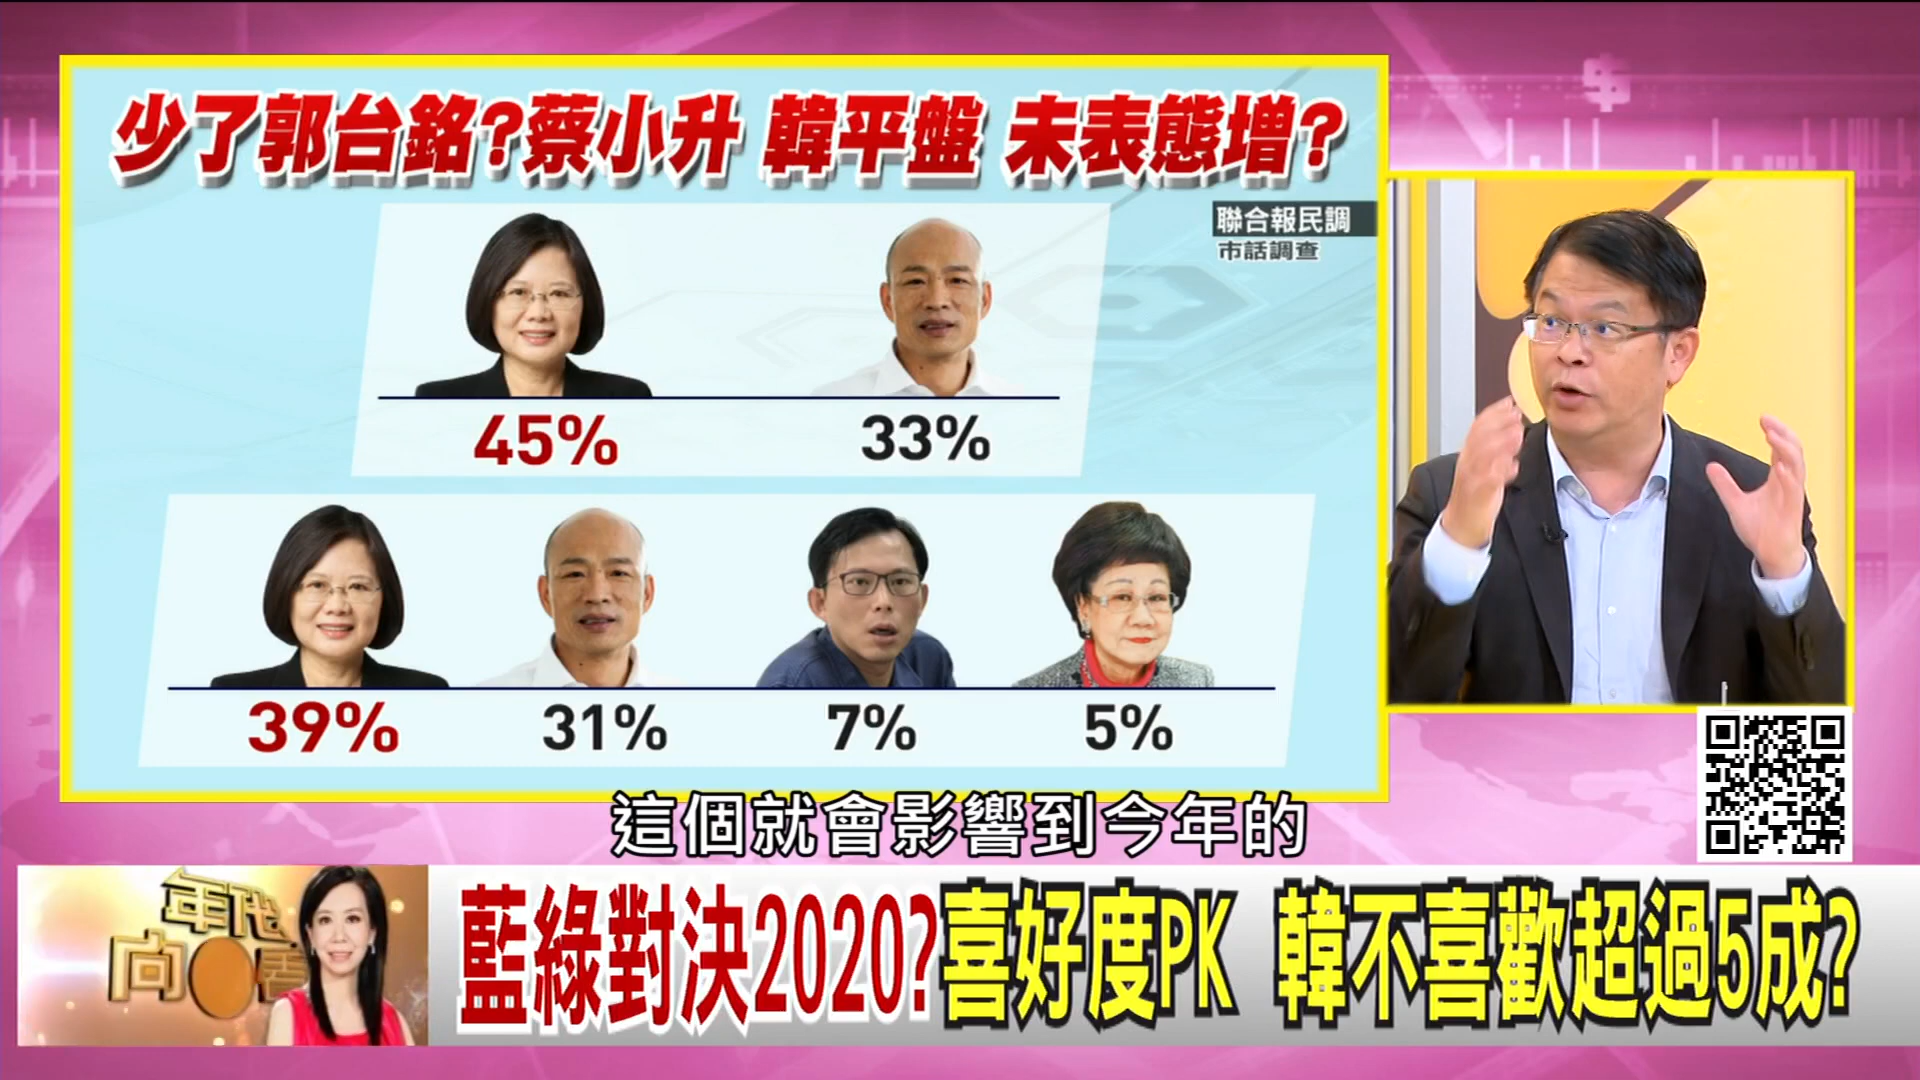 少了郭台銘?蔡小升 韓平盤 未表態增?
聯合報民調
市話調查
45%
33%
39%
31%
7%
5%
這個就會影響到今年的
年代
向
藍綠對決2020?喜好度PK 韓不喜歡超過5成?